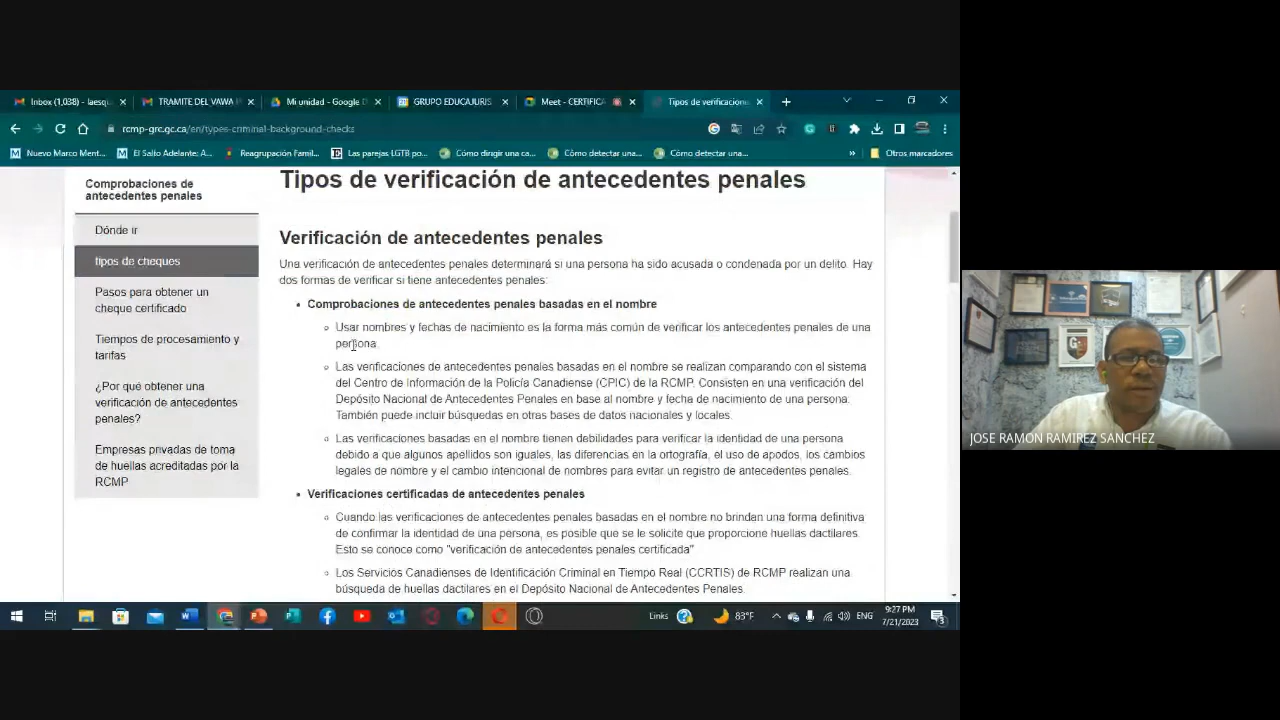 Inbox (1,038) - laesqu
TRAMITE DEL VAWA
Mi unidad - Google D
GRUPO EDUCAJURIS
Meet - CERTIFICA
Tipos de verificacion
rcmp-grc.gc.ca/en/types-criminal-background-checks
Nuevo Marco Ment...
El Salto Adelante: A...
Reagrupación Famil...
Las parejas LGTB po...
Cómo dirigir una ca...
Cómo detectar una...
Cómo detectar una...
»
Otros marcadores
Comprobaciones de
antecedentes penales
Dónde ir
tipos de cheques
Pasos para obtener un
cheque certificado
Tiempos de procesamiento y
tarifas
¿Por qué obtener una
verificación de antecedentes
penales?
Empresas privadas de toma
de huellas acreditadas por la
RCMP
Tipos de verificación de antecedentes penales
Verificación de antecedentes penales
Una verificación de antecedentes penales determinará si una persona ha sido acusada o condenada por un delito. Hay
dos formas de verificar si tiene antecedentes penales:
• Comprobaciones de antecedentes penales basadas en el nombre
◦ Usar nombres y fechas de nacimiento es la forma más común de verificar los antecedentes penales de una
persona.
◦ Las verificaciones de antecedentes penales basadas en el nombre se realizan comparando con el sistema
del Centro de Información de la Policía Canadiense (CPIC) de la RCMP. Consisten en una verificación del
Depósito Nacional de Antecedentes Penales en base al nombre y fecha de nacimiento de una persona.
También puede incluir búsquedas en otras bases de datos nacionales y locales.
◦ Las verificaciones basadas en el nombre tienen debilidades para verificar la identidad de una persona
debido a que algunos apellidos son iguales, las diferencias en la ortografía, el uso de apodos, los cambios
legales de nombre y el cambio intencional de nombres para evitar un registro de antecedentes penales.
• Verificaciones certificadas de antecedentes penales
◦ Cuando las verificaciones de antecedentes penales basadas en el nombre no brindan una forma definitiva
de confirmar la identidad de una persona, es posible que se le solicite que proporcione huellas dactilares.
Esto se conoce como "verificación de antecedentes penales certificada"
◦ Los Servicios Canadienses de Identificación Criminal en Tiempo Real (CCRTIS) de RCMP realizan una
búsqueda de huellas dactilares en el Depósito Nacional de Antecedentes Penales.
JOSE RAMON RAMIREZ SANCHEZ
Links
83°F
ENG
9:27 PM
7/21/2023